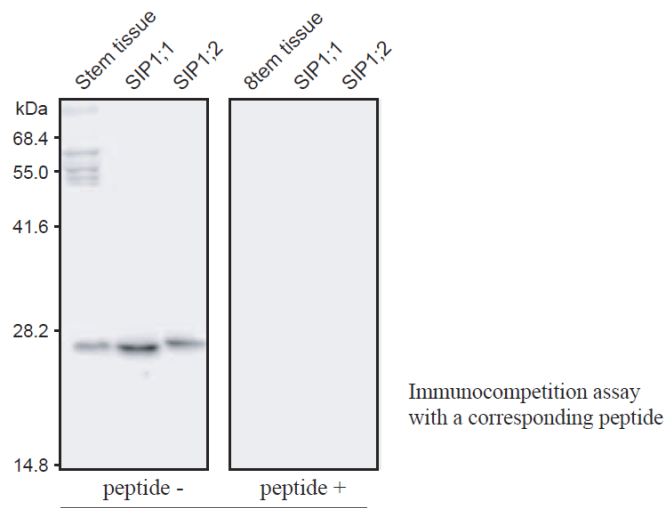 Stem tissue SIP1;1 SIP1;2 8tem tissue SIP1;1 SIP1;2
kDa
68.4
55.0
41.6
28.2
Immunocompetition assay
with a corresponding peptide
14.8
peptide - peptide +